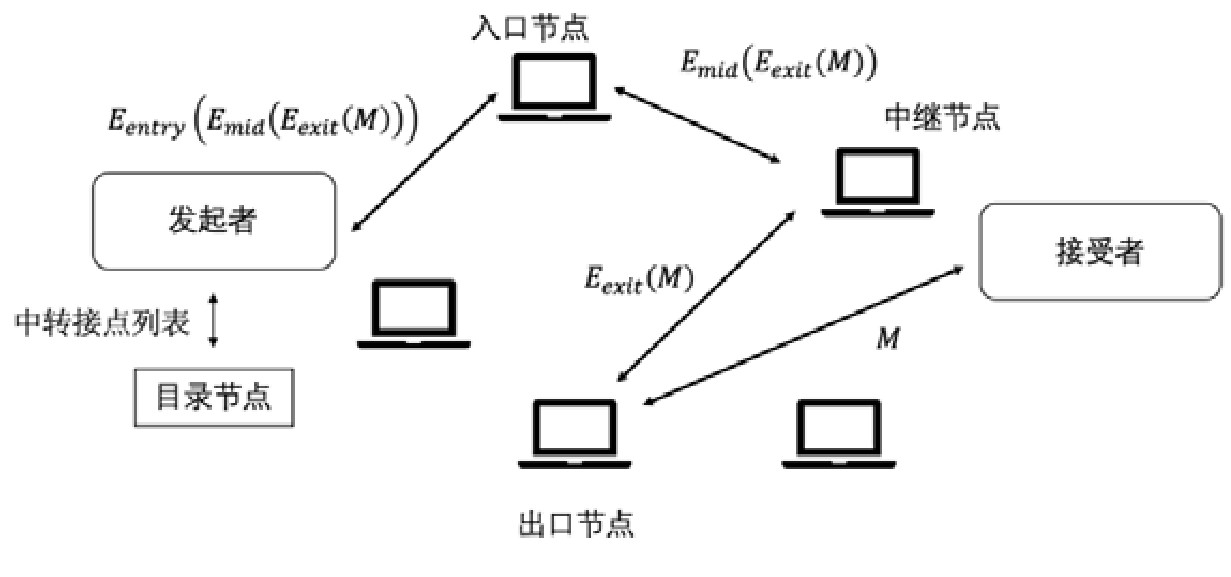 入口节点
E_{mid}(E_{exit}(M))
E_{entry}(E_{mid}(E_{exit}(M)))
中继节点
发起者
接受者
E_{exit}(M)
中转接点列表
M
目录节点
出口节点